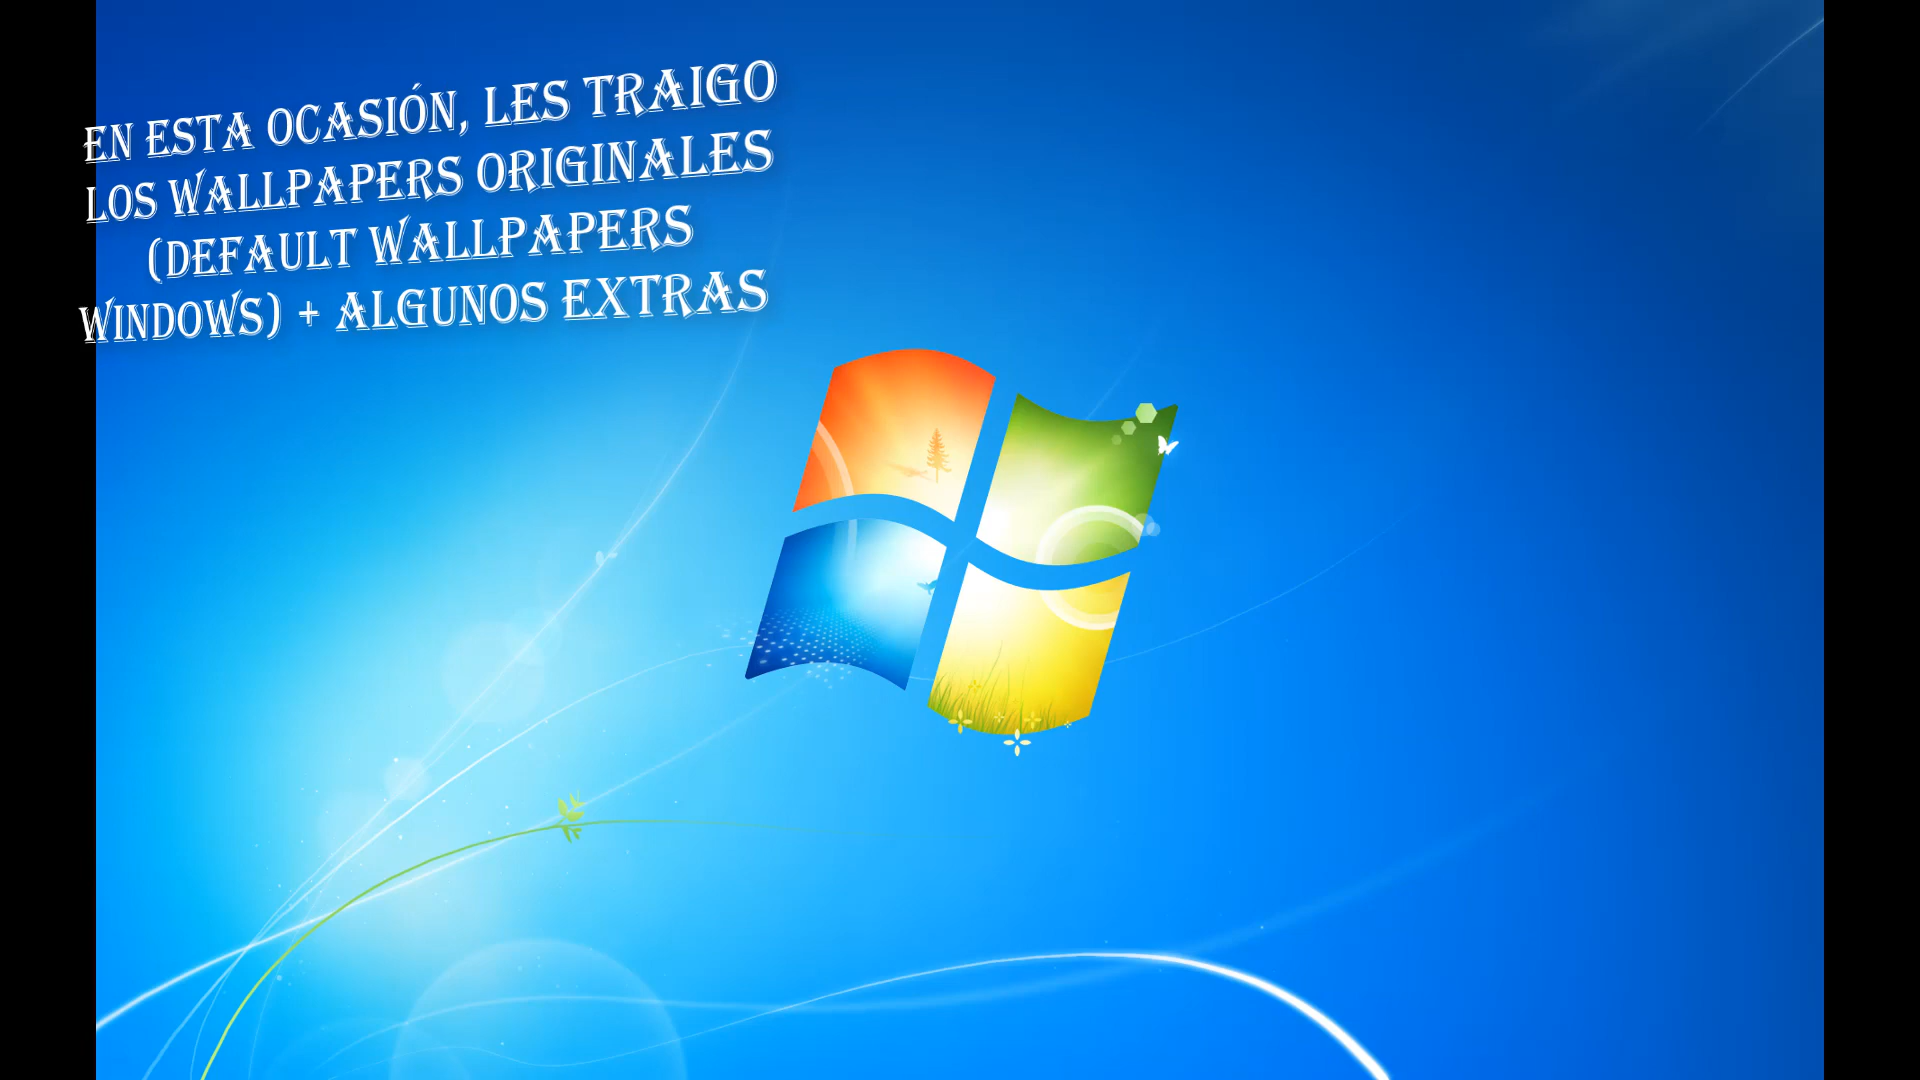 EN ESTA OCASIÓN, LES TRAIGO
LOS WALLPAPERS ORIGINALES
(DEFAULT WALLPAPERS
WINDOWS) + ALGUNOS EXTRAS